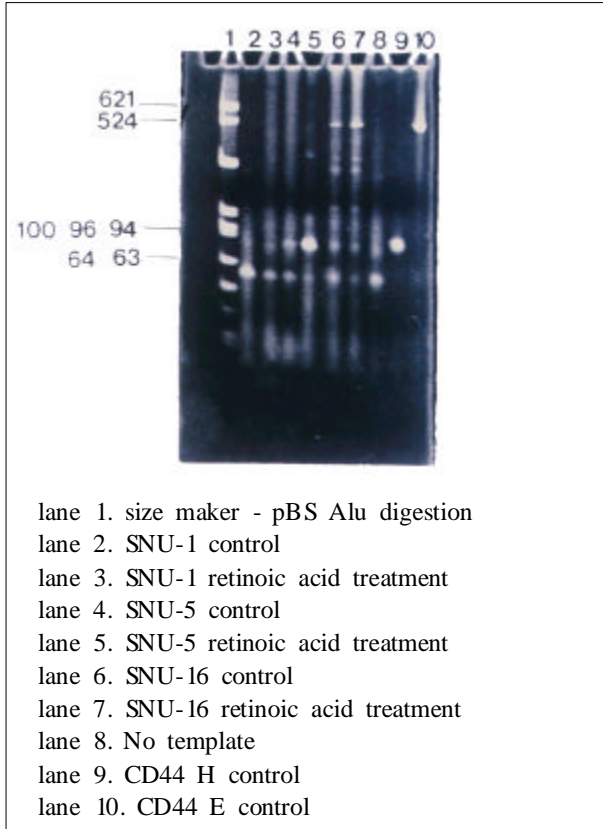 1 2 3 4 5 6 7 8 9 10
621
524
100 96 94
64 63
lane 1. size maker - pBS Alu digestion
lane 2. SNU-1 control
lane 3. SNU-1 retinoic acid treatment
lane 4. SNU-5 control
lane 5. SNU-5 retinoic acid treatment
lane 6. SNU-16 control
lane 7. SNU-16 retinoic acid treatment
lane 8. No template
lane 9. CD44 H control
lane 10. CD44 E control